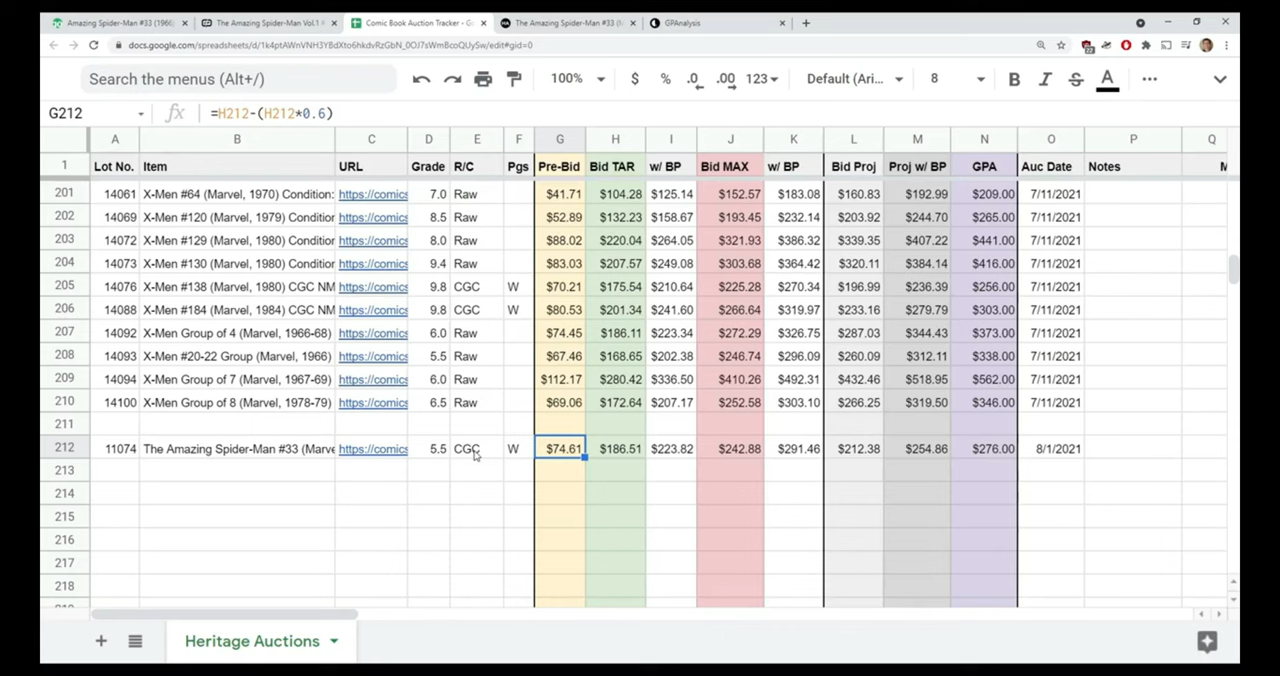 Amazing Spider-Man #33 (1966)
The Amazing Spider-Man Vol.1 #
Comic Book Auction Tracker - Go
The Amazing Spider-Man #33 (M
GPAnalysis
Search the menus (Alt+/)
100% $ % .0 .00 123 Default (Ari... 8 B I S A
G212 fx =H212-(H212*0.6)
A B C D E F G H I J K L M N O P Q
1 Lot No. Item URL Grade R/C Pgs Pre-Bid Bid TAR w/ BP Bid MAX w/ BP Bid Proj Proj w/ BP GPA Auc Date Notes M
201 14061 X-Men #64 (Marvel, 1970) Condition: https://comics 7.0 Raw $41.71 $104.28 $125.14 $152.57 $183.08 $160.83 $192.99 $209.00 7/11/2021
202 14069 X-Men #120 (Marvel, 1979) Condition https://comics 8.5 Raw $52.89 $132.23 $158.67 $193.45 $232.14 $203.92 $244.70 $265.00 7/11/2021
203 14072 X-Men #129 (Marvel, 1980) Condition https://comics 8.0 Raw $88.02 $220.04 $264.05 $321.93 $386.32 $339.35 $407.22 $441.00 7/11/2021
204 14073 X-Men #130 (Marvel, 1980) Condition https://comics 9.4 Raw $83.03 $207.57 $249.08 $303.68 $364.42 $320.11 $384.14 $416.00 7/11/2021
205 14076 X-Men #138 (Marvel, 1980) CGC NM https://comics 9.8 CGC W $70.21 $175.54 $210.64 $225.28 $270.34 $196.99 $236.39 $256.00 7/11/2021
206 14088 X-Men #184 (Marvel, 1984) CGC NM https://comics 9.8 CGC W $80.53 $201.34 $241.60 $266.64 $319.97 $233.16 $279.79 $303.00 7/11/2021
207 14092 X-Men Group of 4 (Marvel, 1966-68) https://comics 6.0 Raw $74.45 $186.11 $223.34 $272.29 $326.75 $287.03 $344.43 $373.00 7/11/2021
208 14093 X-Men #20-22 Group (Marvel, 1966) https://comics 5.5 Raw $67.46 $168.65 $202.38 $246.74 $296.09 $260.09 $312.11 $338.00 7/11/2021
209 14094 X-Men Group of 7 (Marvel, 1967-69) https://comics 6.0 Raw $112.17 $280.42 $336.50 $410.26 $492.31 $432.46 $518.95 $562.00 7/11/2021
210 14100 X-Men Group of 8 (Marvel, 1978-79) https://comics 6.5 Raw $69.06 $172.64 $207.17 $252.58 $303.10 $266.25 $319.50 $346.00 7/11/2021
211
212 11074 The Amazing Spider-Man #33 (Marve https://comics 5.5 CGC W $74.61 $186.51 $223.82 $242.88 $291.46 $212.38 $254.86 $276.00 8/1/2021
213
214
215
216
217
218
Heritage Auctions